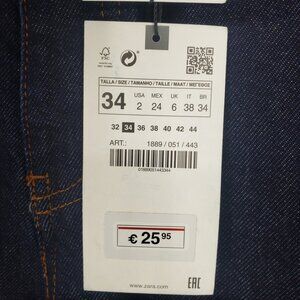 FSC
TALLA / SIZE / TAMANHO / TAILLE / MAAT / ΜΕΓΕΘΟΣ
34 USA 2 MEX 24 UK 6 IT 38 BR 34
32 34 36 38 40 42 44
ART.: 1889 / 051 / 443
01889051443344
€ 25 95
www.zara.com
EAC